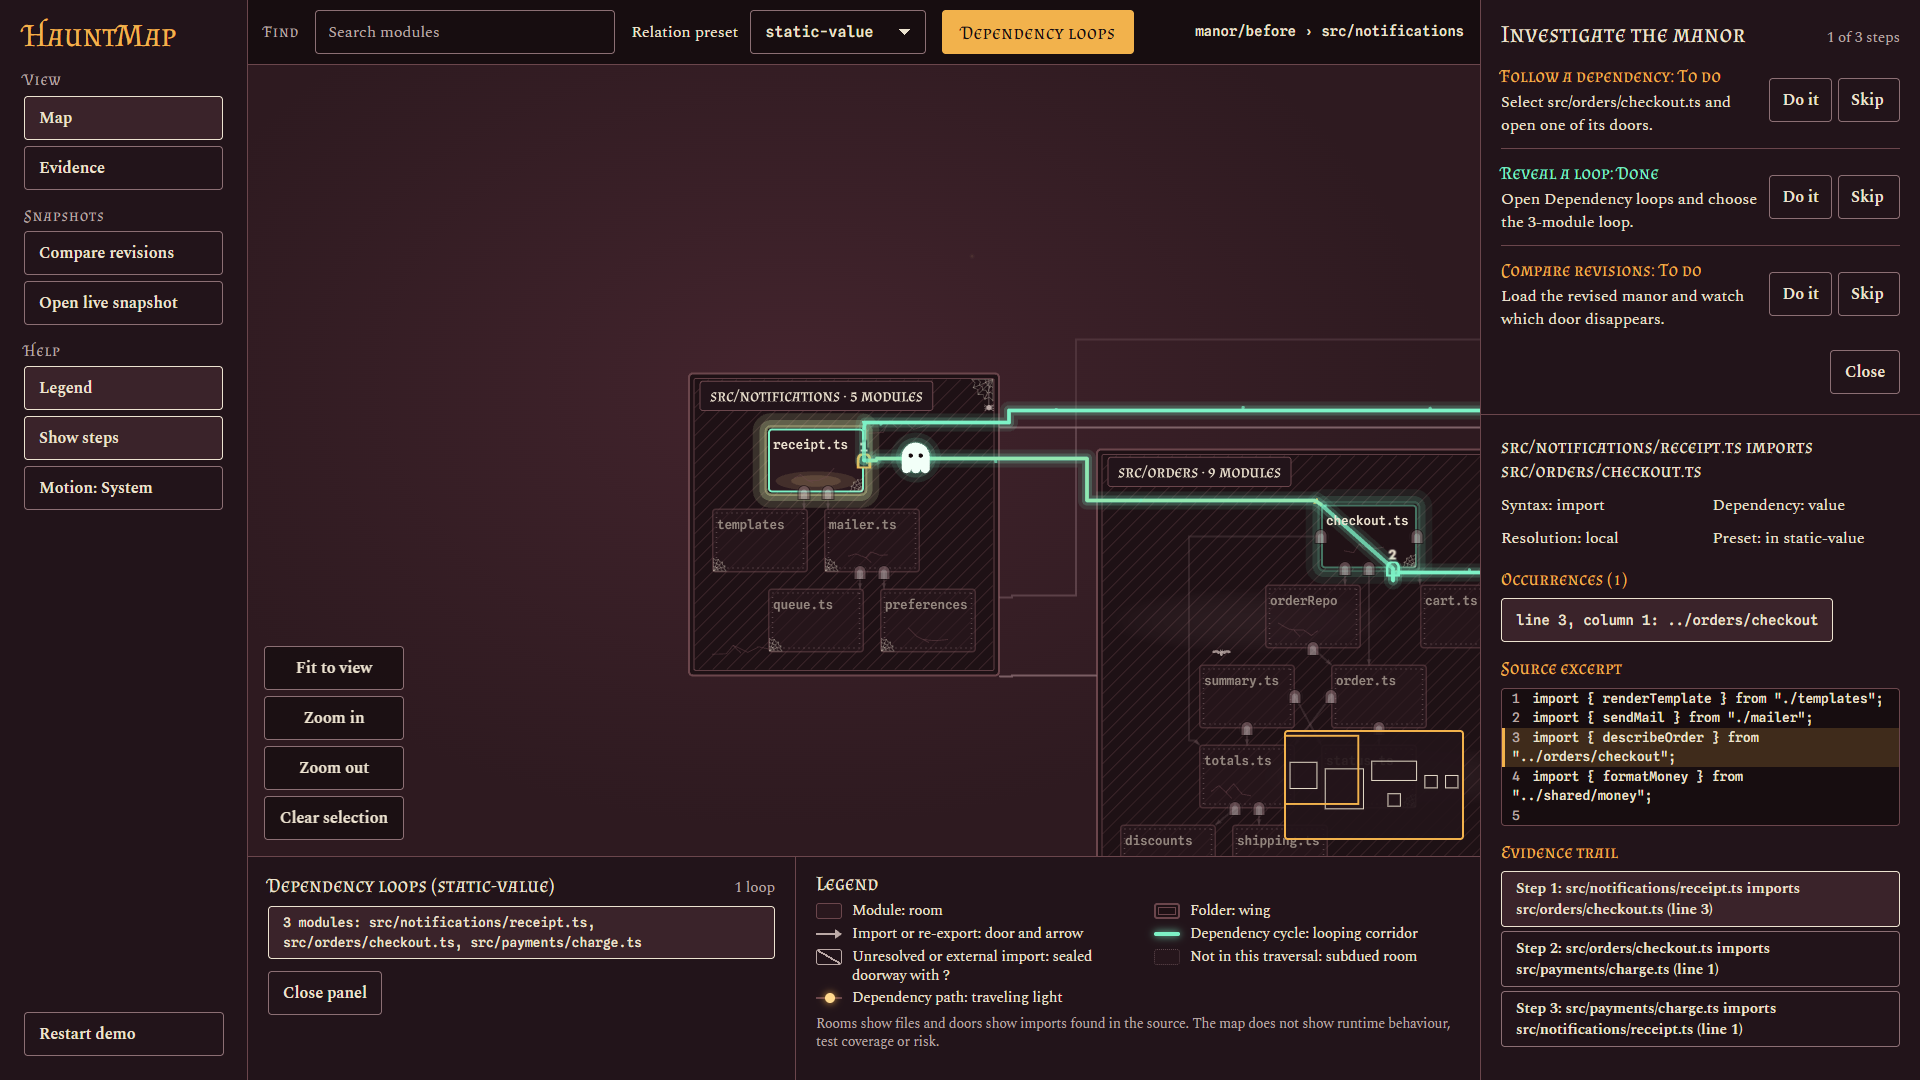 HauntMap
View
Map
Evidence
Snapshots
Compare revisions
Open live snapshot
Help
Legend
Show steps
Motion: System
Restart demo
Find
Search modules
Relation preset
static-value
Dependency loops
manor/before › src/notifications
src/notifications · 5 modules
receipt.ts
1
templates
mailer.ts
queue.ts
preferences
src/orders · 9 modules
checkout.ts
2
orderRepo
cart.ts
summary.ts
order.ts
totals.ts
discounts
shipping.ts
Fit to view
Zoom in
Zoom out
Clear selection
Dependency loops (static-value)
1 loop
3 modules: src/notifications/receipt.ts,
src/orders/checkout.ts, src/payments/charge.ts
Close panel
Legend
Module: room
Import or re-export: door and arrow
Unresolved or external import: sealed
doorway with ?
Dependency path: traveling light
Folder: wing
Dependency cycle: looping corridor
Not in this traversal: subdued room
Rooms show files and doors show imports found in the source. The map does not show runtime behaviour,
test coverage or risk.
Investigate the manor
1 of 3 steps
Follow a dependency: To do
Select src/orders/checkout.ts and
open one of its doors.
Do it
Skip
Reveal a loop: Done
Open Dependency loops and choose
the 3-module loop.
Do it
Skip
Compare revisions: To do
Load the revised manor and watch
which door disappears.
Do it
Skip
Close
src/notifications/receipt.ts imports
src/orders/checkout.ts
Syntax: import
Dependency: value
Resolution: local
Preset: in static-value
Occurrences (1)
line 3, column 1: ../orders/checkout
Source excerpt
1 import { renderTemplate } from "./templates";
2 import { sendMail } from "./mailer";
3 import { describeOrder } from
"../orders/checkout";
4 import { formatMoney } from
"../shared/money";
5
Evidence trail
Step 1: src/notifications/receipt.ts imports
src/orders/checkout.ts (line 3)
Step 2: src/orders/checkout.ts imports
src/payments/charge.ts (line 1)
Step 3: src/payments/charge.ts imports
src/notifications/receipt.ts (line 1)